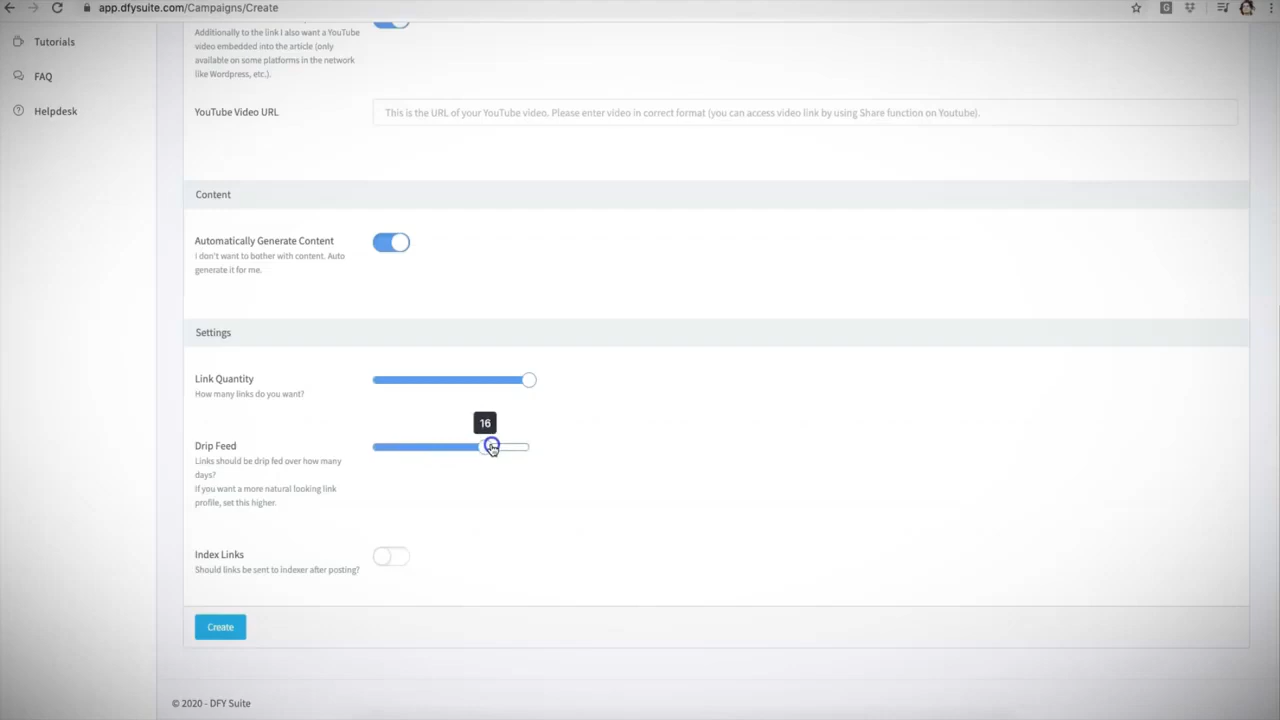 app.dfysuite.com/Campaigns/Create
Tutorials
FAQ
Helpdesk
Additionally to the link I also want a YouTube
video embedded into the article (only
available on some platforms in the network
like Wordpress, etc.).
YouTube Video URL
This is the URL of your YouTube video. Please enter video in correct format (you can access video link by using Share function on Youtube).
Content
Automatically Generate Content
I don't want to bother with content. Auto
generate it for me.
Settings
Link Quantity
How many links do you want?
16
Drip Feed
Links should be drip fed over how many
days?
If you want a more natural looking link
profile, set this higher.
Index Links
Should links be sent to indexer after posting?
Create
© 2020 - DFY Suite